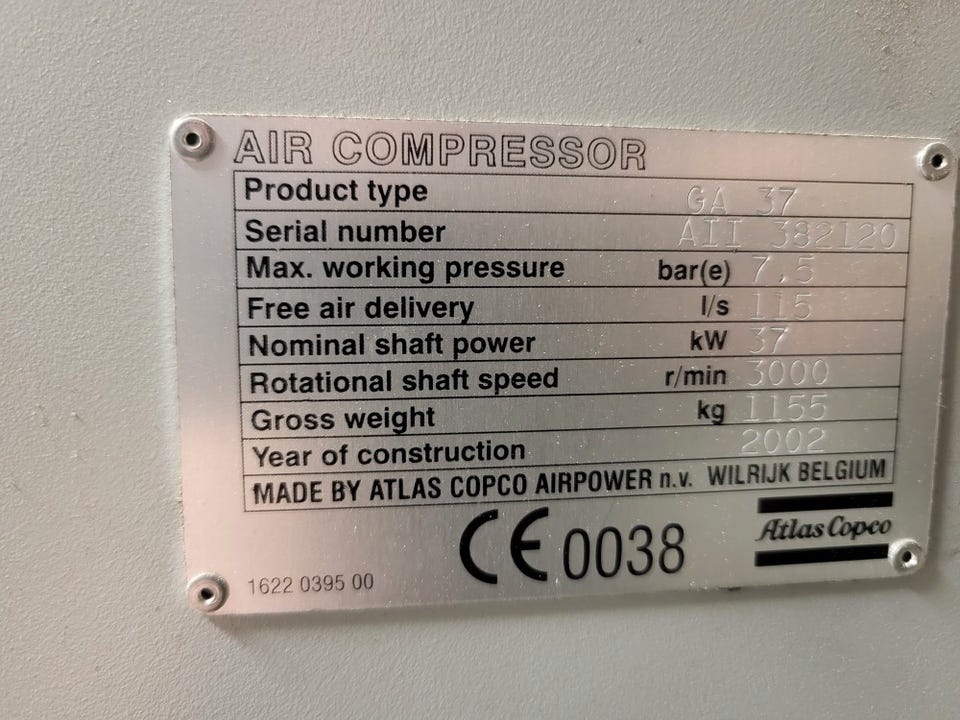 AIR COMPRESSOR
Product type GA 37
Serial number AII 382120
Max. working pressure bar(e) 7.5
Free air delivery l/s 115
Nominal shaft power kW 37
Rotational shaft speed r/min 3000
Gross weight kg 1155
Year of construction 2002
MADE BY ATLAS COPCO AIRPOWER n.v. WILRIJK BELGIUM
CE 0038
Atlas Copco
1622 0395 00